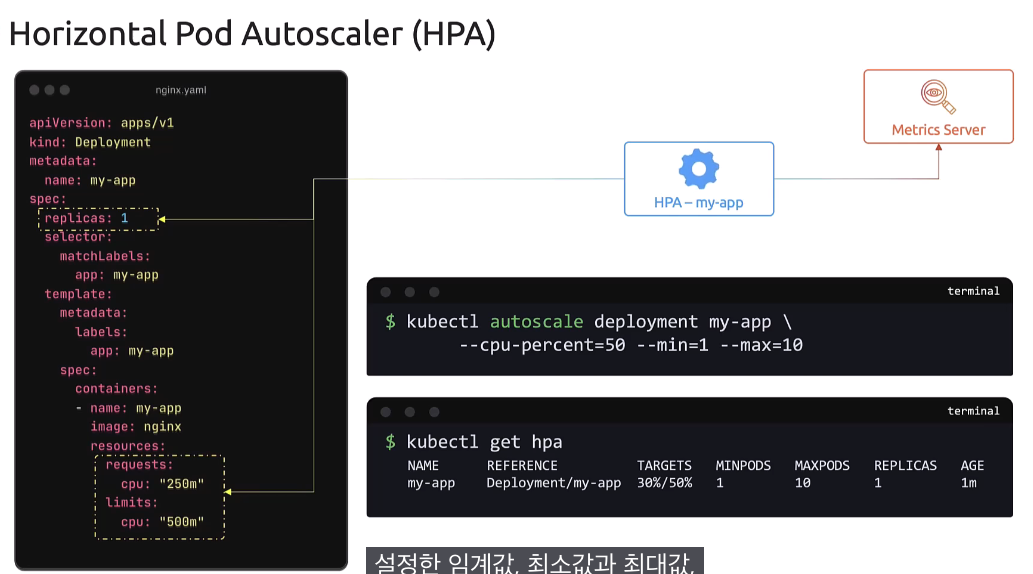 Horizontal Pod Autoscaler (HPA)
nginx.yaml
apiVersion: apps/v1
kind: Deployment
metadata:
  name: my-app
spec:
  replicas: 1
  selector:
    matchLabels:
      app: my-app
  template:
    metadata:
      labels:
        app: my-app
    spec:
      containers:
      - name: my-app
        image: nginx
        resources:
          requests:
            cpu: "250m"
          limits:
            cpu: "500m"
HPA – my-app
Metrics Server
terminal
$ kubectl autoscale deployment my-app \
--cpu-percent=50 --min=1 --max=10
terminal
$ kubectl get hpa
NAME REFERENCE TARGETS MINPODS MAXPODS REPLICAS AGE
my-app Deployment/my-app 30%/50% 1 10 1 1m
설정한 임계값, 최소값과 최대값,